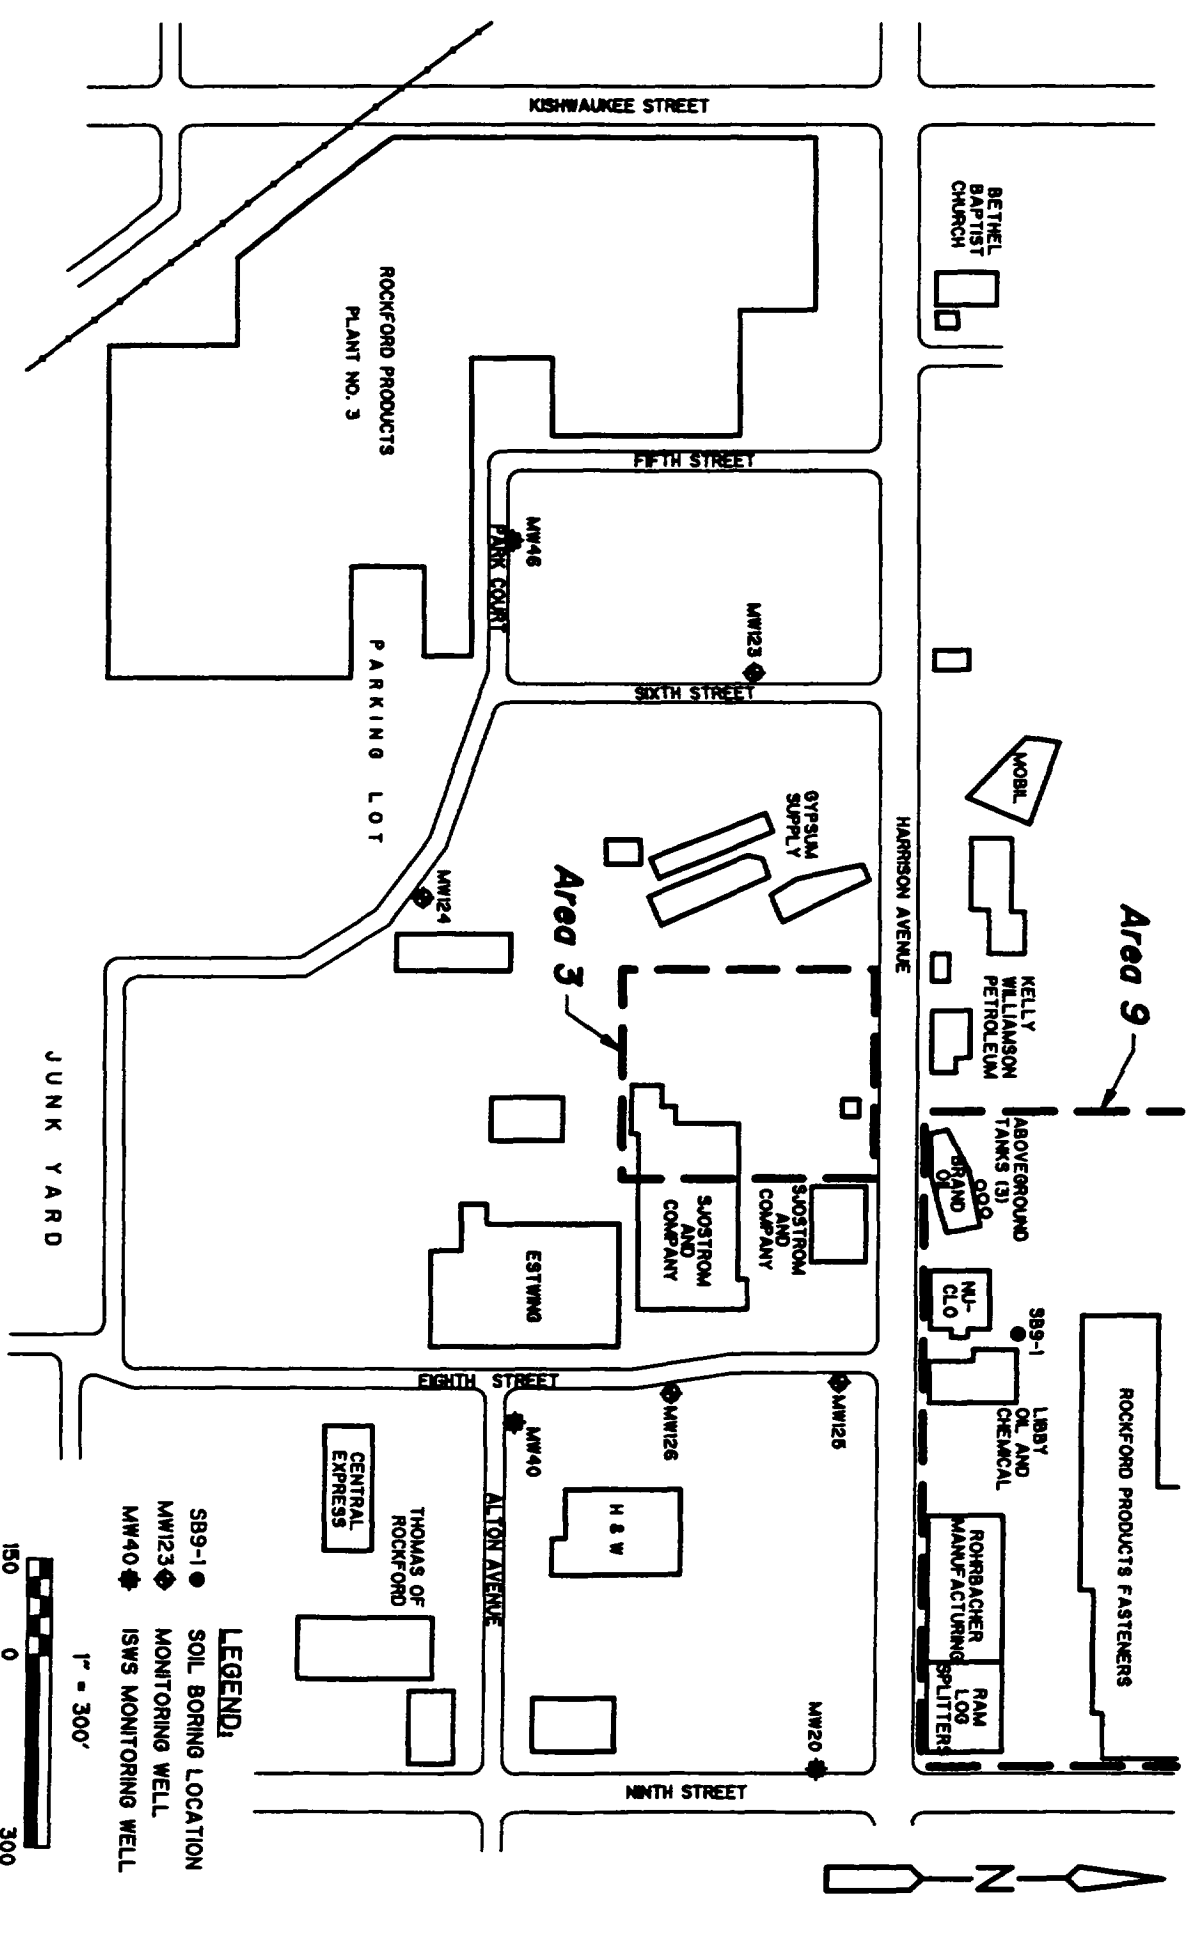 KISHWAUKEE STREET
BETHEL
BAPTIST
CHURCH
ROCKFORD PRODUCTS
PLANT NO. 3
FIFTH STREET
MW46
PARK COURT
MW123
SIXTH STREET
PARKING LOT
MOBIL
GYPSUM
SUPPLY
HARRISON AVENUE
MW124
Area 3
Area 9
KELLY
WILLIAMSON
PETROLEUM
ABOVEGROUND
TANKS (3)
BRAND
OIL
SJOSTROM
AND
COMPANY
SJOSTROM
AND
COMPANY
ESTWING
JUNK YARD
NU-
CLO
SB9-1
LIBBY
OIL AND
CHEMICAL
ROCKFORD PRODUCTS FASTENERS
EIGHTH STREET
MW125
MW126
MW40
CENTRAL
EXPRESS
THOMAS OF
ROCKFORD
ALTON AVENUE
H & W
ROHRBACHER
MANUFACTURING
RAM
LOG
SPLITTERS
MW20
NINTH STREET
N
LEGEND:
SB9-1 SOIL BORING LOCATION
MW123 MONITORING WELL
MW40 ISWS MONITORING WELL
1" = 300'
150 0 300